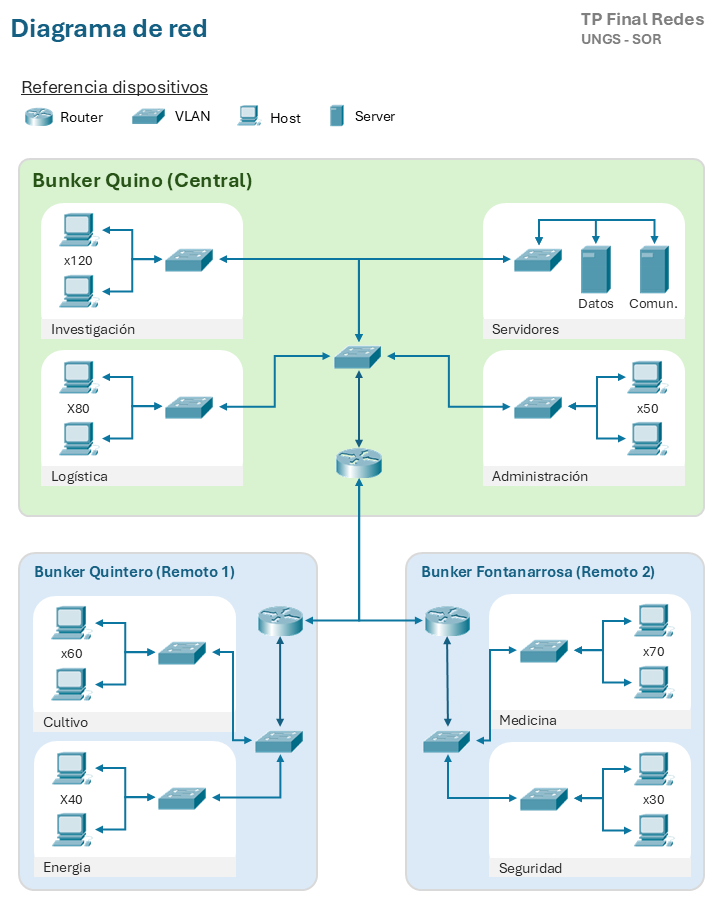 Diagrama de red
TP Final Redes
UNGS - SOR
Referencia dispositivos
Router
VLAN
Host
Server
Bunker Quino (Central)
x120
Investigación
Datos
Comun.
Servidores
X80
Logística
x50
Administración
Bunker Quintero (Remoto 1)
x60
Cultivo
X40
Energia
Bunker Fontanarrosa (Remoto 2)
x70
Medicina
x30
Seguridad